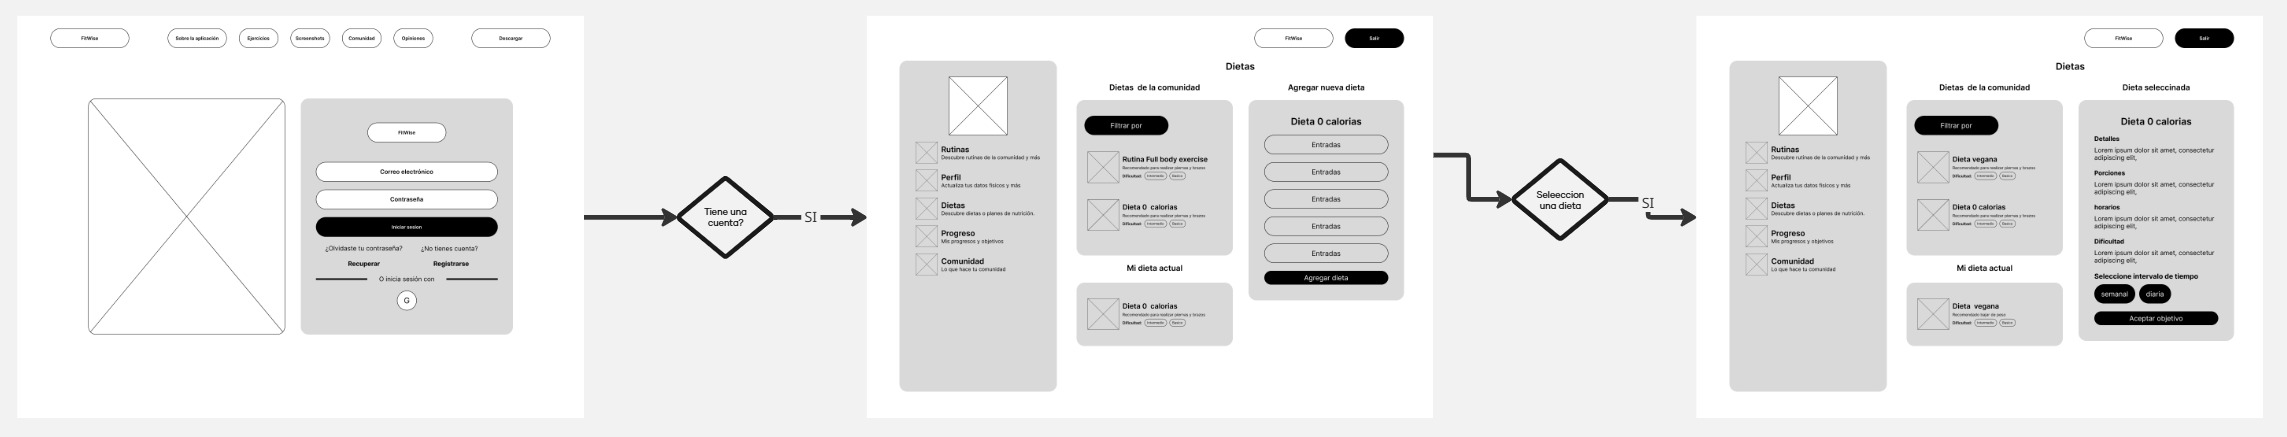 FitWise
Sobre la aplicación
Ejercicios
Screenshots
Comunidad
Opiniones
Descargar
FitWise
Correo electrónico
Contraseña
Iniciar sesion
¿Olvidaste tu contraseña? ¿No tienes cuenta?
Recuperar Registrarse
O inicia sesión con
G
Tiene una
cuenta?
SI
FitWise
Salir
Dietas
Rutinas
Descubre rutinas de la comunidad y más
Perfil
Actualiza tus datos físicos y más
Dietas
Descubre dietas o planes de nutrición.
Progreso
Mis progresos y objetivos
Comunidad
Lo que hace tu comunidad
Dietas de la comunidad
Filtrar por
Rutina Full body exercise
Recomendado para realizar piernas y brazos
Dificultad: Intermedio Basico
Dieta 0 calorias
Recomendado para realizar piernas y brazos
Dificultad: Intermedio Basico
Mi dieta actual
Dieta 0 calorias
Recomendado para realizar piernas y brazos
Dificultad: Intermedio Basico
Agregar nueva dieta
Dieta 0 calorias
Entradas
Entradas
Entradas
Entradas
Entradas
Agregar dieta
Seleeccion
una dieta
SI
FitWise
Salir
Dietas
Rutinas
Descubre rutinas de la comunidad y más
Perfil
Actualiza tus datos físicos y más
Dietas
Descubre dietas o planes de nutrición.
Progreso
Mis progresos y objetivos
Comunidad
Lo que hace tu comunidad
Dietas de la comunidad
Filtrar por
Dieta vegana
Recomendado para realizar piernas y brazos
Dificultad: Intermedio Basico
Dieta 0 calorias
Recomendado para realizar piernas y brazos
Dificultad: Intermedio Basico
Mi dieta actual
Dieta vegana
Recomendado bajar de peso
Dificultad: Intermedio Basico
Dieta seleccinada
Dieta 0 calorias
Detalles
Lorem ipsum dolor sit amet, consectetur
adipiscing elit,
Porciones
Lorem ipsum dolor sit amet, consectetur
adipiscing elit,
horarios
Lorem ipsum dolor sit amet, consectetur
adipiscing elit,
Dificultad
Lorem ipsum dolor sit amet, consectetur
adipiscing elit,
Seleccione intervalo de tiempo
semanal diaria
Aceptar objetivo